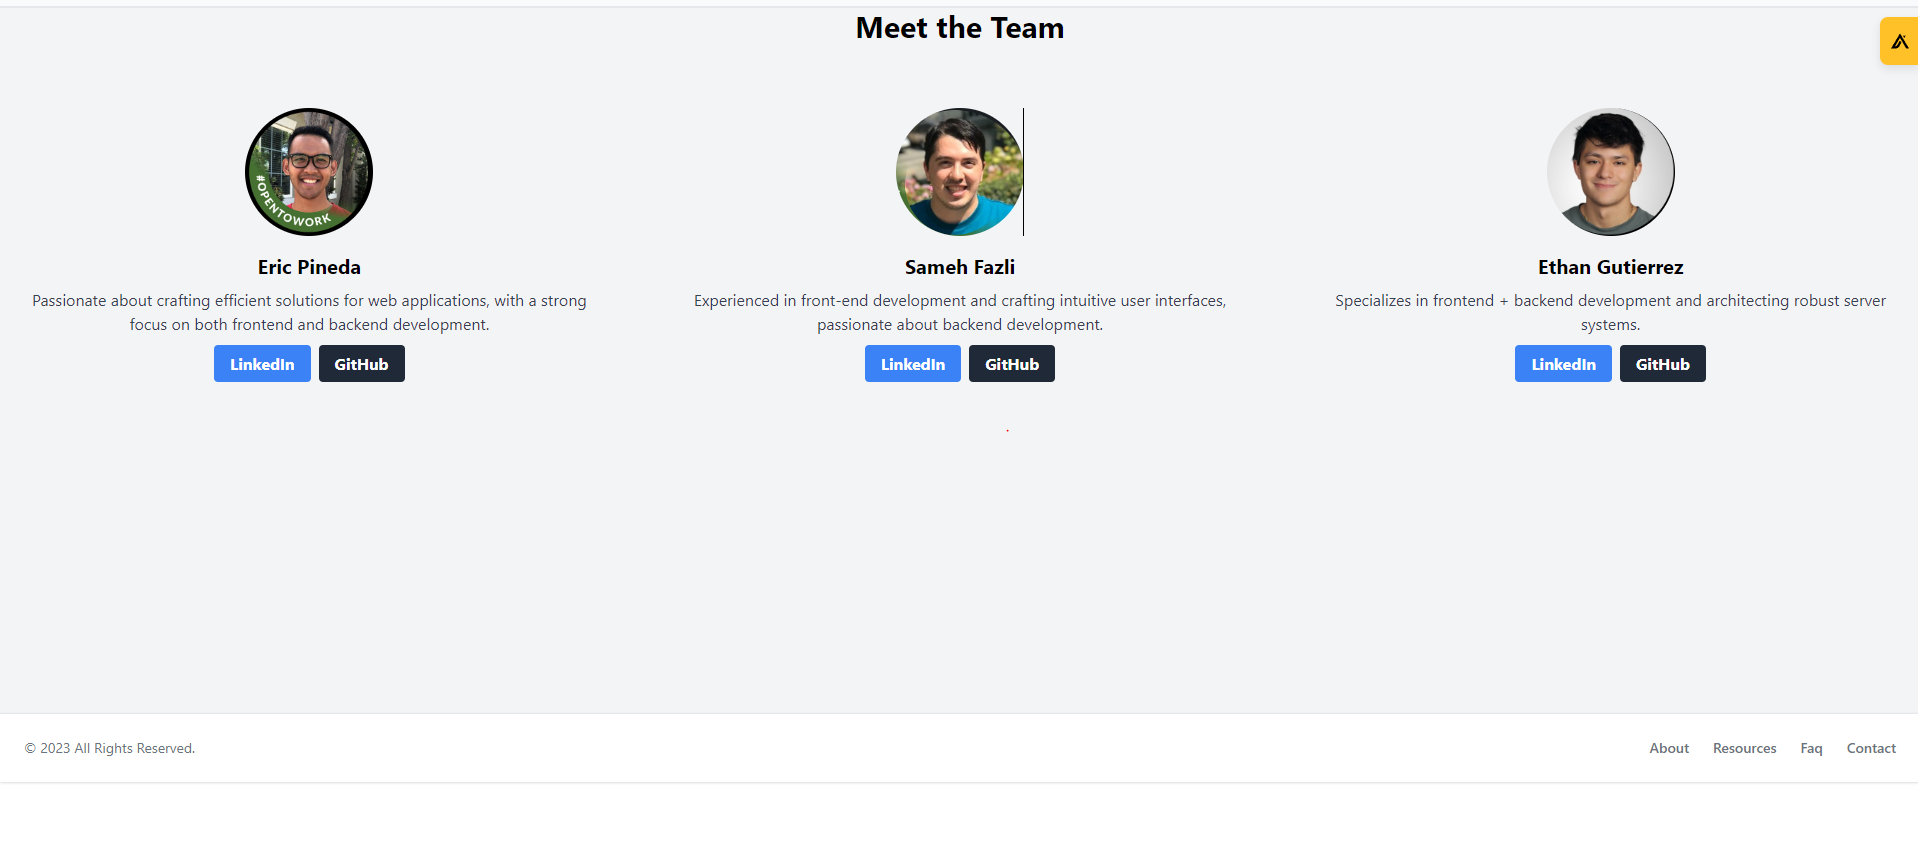 Meet the Team
#OPENTOWORK
Eric Pineda
Passionate about crafting efficient solutions for web applications, with a strong
focus on both frontend and backend development.
LinkedIn GitHub
Sameh Fazli
Experienced in front-end development and crafting intuitive user interfaces,
passionate about backend development.
LinkedIn GitHub
Ethan Gutierrez
Specializes in frontend + backend development and architecting robust server
systems.
LinkedIn GitHub
© 2023 All Rights Reserved.
About Resources Faq Contact